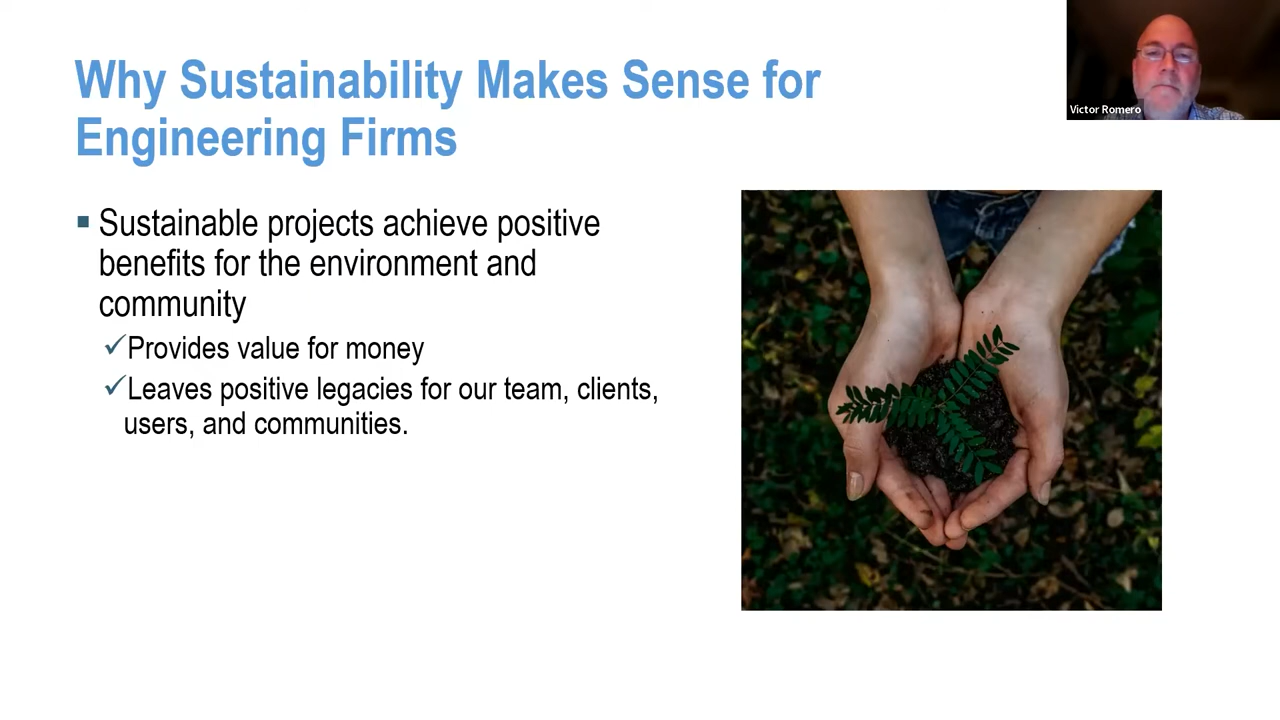 Why Sustainability Makes Sense for
Engineering Firms
Victor Romero
Sustainable projects achieve positive
benefits for the environment and
community
Provides value for money
Leaves positive legacies for our team, clients,
users, and communities.